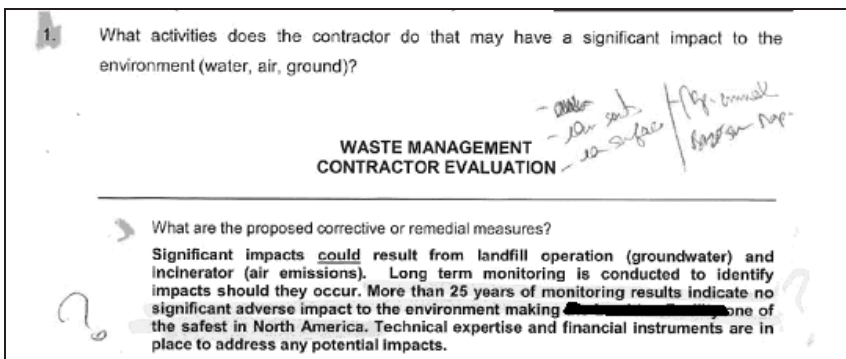 1. What activities does the contractor do that may have a significant impact to the
environment (water, air, ground)?
WASTE MANAGEMENT
CONTRACTOR EVALUATION
What are the proposed corrective or remedial measures?
Significant impacts could result from landfill operation (groundwater) and
incinerator (air emissions). Long term monitoring is conducted to identify
impacts should they occur. More than 25 years of monitoring results indicate no
significant adverse impact to the environment making one of
? the safest in North America. Technical expertise and financial instruments are in
place to address any potential impacts.